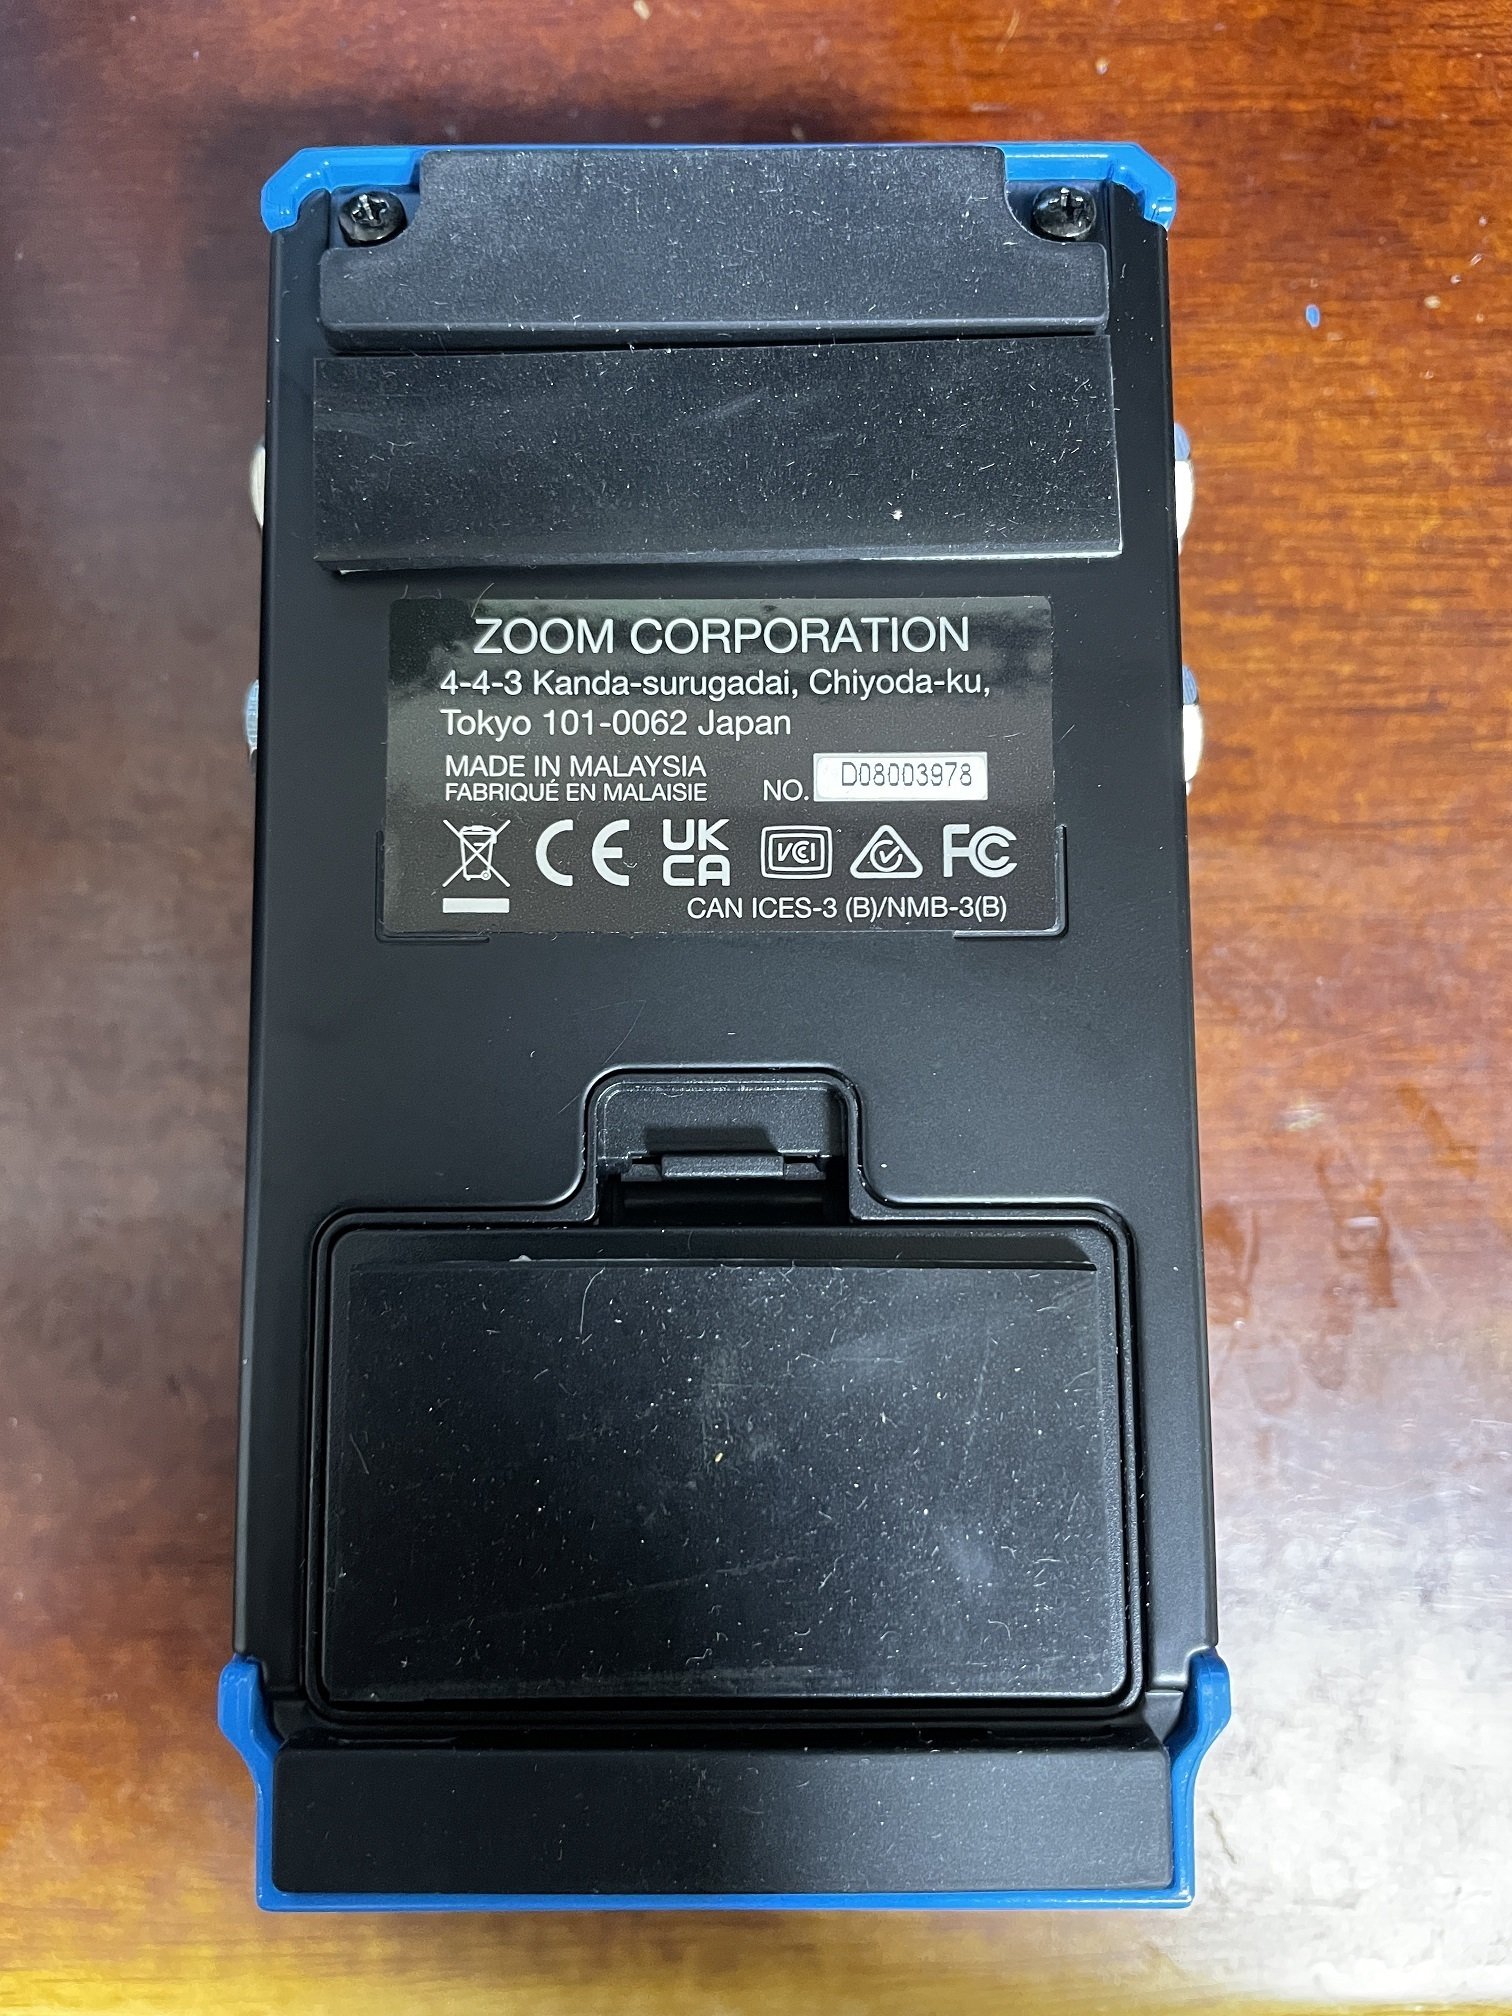 ZOOM CORPORATION
4-4-3 Kanda-surugadai, Chiyoda-ku,
Tokyo 101-0062 Japan
MADE IN MALAYSIA
FABRIQUÉ EN MALAISIE
NO. D08003978
CE UK CA VCI FC
CAN ICES-3 (B)/NMB-3(B)